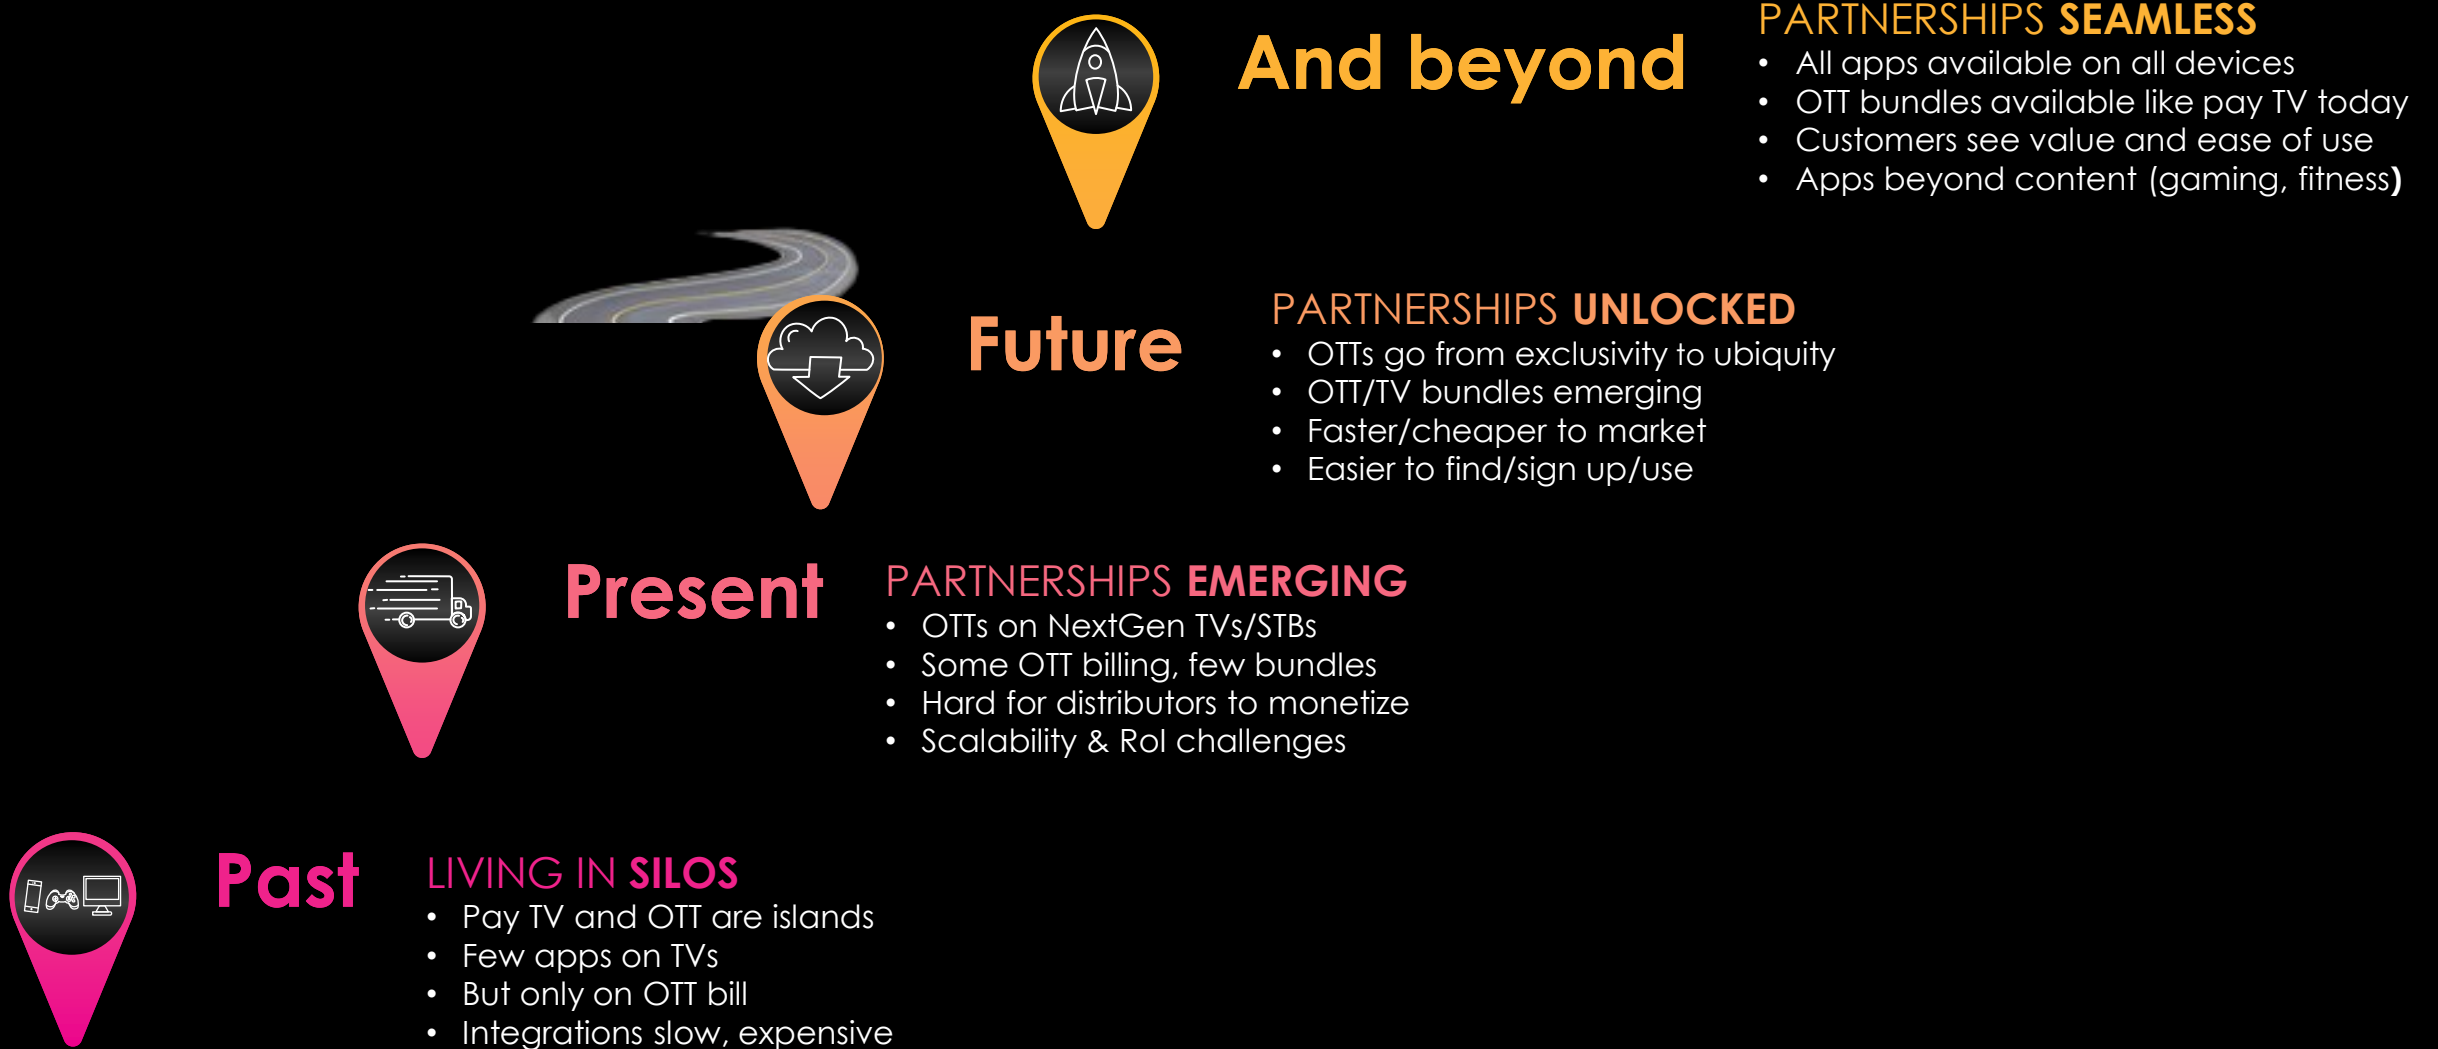 And beyond
PARTNERSHIPS SEAMLESS
• All apps available on all devices
• OTT bundles available like pay TV today
• Customers see value and ease of use
• Apps beyond content (gaming, fitness)
Future
PARTNERSHIPS UNLOCKED
• OTTs go from exclusivity to ubiquity
• OTT/TV bundles emerging
• Faster/cheaper to market
• Easier to find/sign up/use
Present
PARTNERSHIPS EMERGING
• OTTs on NextGen TVs/STBs
• Some OTT billing, few bundles
• Hard for distributors to monetize
• Scalability & RoI challenges
Past
LIVING IN SILOS
• Pay TV and OTT are islands
• Few apps on TVs
• But only on OTT bill
• Integrations slow, expensive